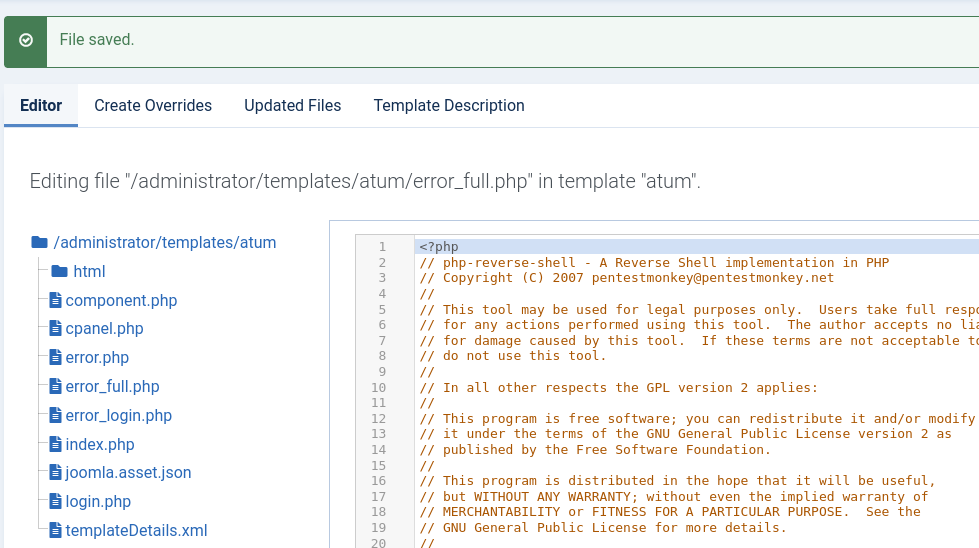 File saved.
Editor Create Overrides Updated Files Template Description
Editing file "/administrator/templates/atum/error_full.php" in template "atum".
/administrator/templates/atum
html
component.php
cpanel.php
error.php
error_full.php
error_login.php
index.php
joomla.asset.json
login.php
templateDetails.xml
1 <?php
2 // php-reverse-shell - A Reverse Shell implementation in PHP
3 // Copyright (C) 2007 pentestmonkey@pentestmonkey.net
4 //
5 // This tool may be used for legal purposes only.  Users take full respo
6 // for any actions performed using this tool.  The author accepts no lia
7 // for damage caused by this tool.  If these terms are not acceptable to
8 // do not use this tool.
9 //
10 // In all other respects the GPL version 2 applies:
11 //
12 // This program is free software; you can redistribute it and/or modify
13 // it under the terms of the GNU General Public License version 2 as
14 // published by the Free Software Foundation.
15 //
16 // This program is distributed in the hope that it will be useful,
17 // but WITHOUT ANY WARRANTY; without even the implied warranty of
18 // MERCHANTABILITY or FITNESS FOR A PARTICULAR PURPOSE.  See the
19 // GNU General Public License for more details.
20 //